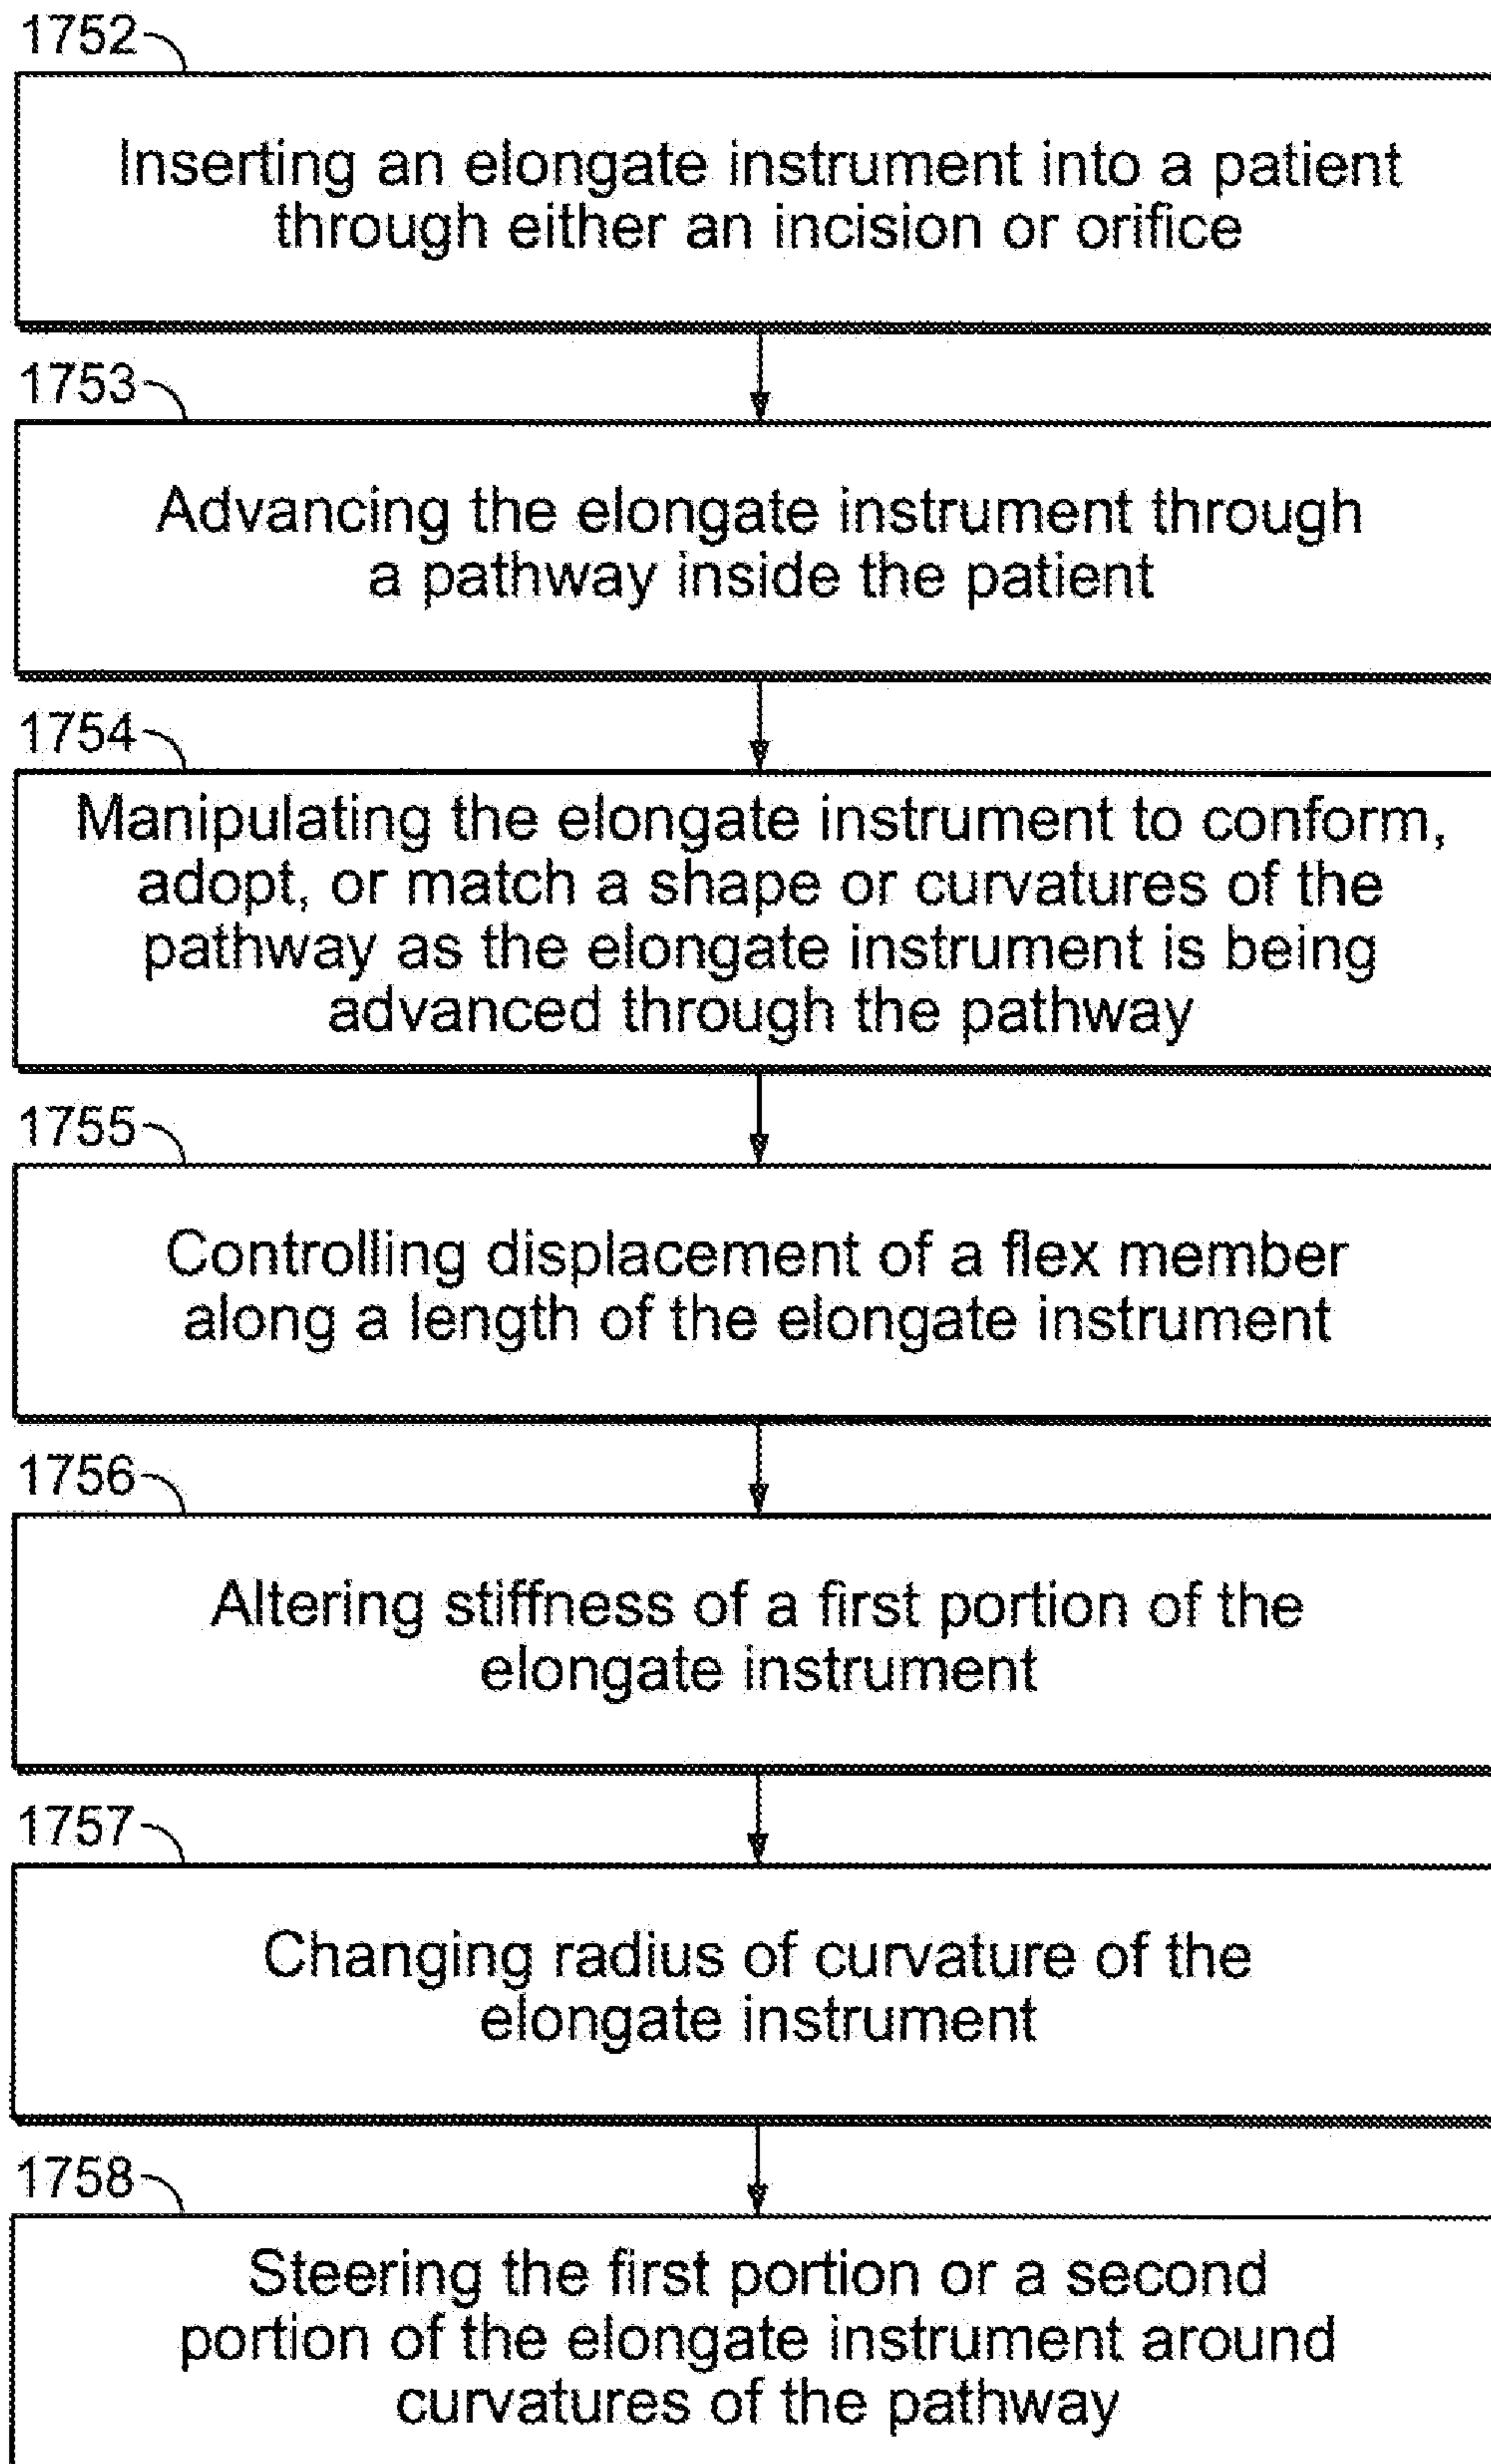 1752
Inserting an elongate instrument into a patient
through either an incision or orifice
1753
Advancing the elongate instrument through
a pathway inside the patient
1754
Manipulating the elongate instrument to conform,
adopt, or match a shape or curvatures of the
pathway as the elongate instrument is being
advanced through the pathway
1755
Controlling displacement of a flex member
along a length of the elongate instrument
1756
Altering stiffness of a first portion of the
elongate instrument
1757
Changing radius of curvature of the
elongate instrument
1758
Steering the first portion or a second
portion of the elongate instrument around
curvatures of the pathway